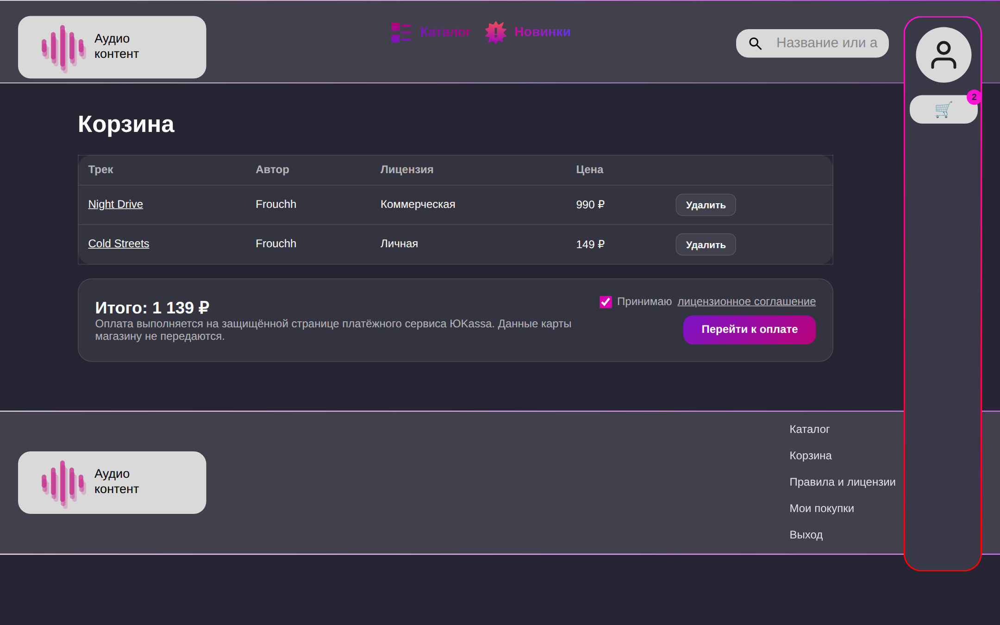 Аудио
контент
Каталог
Новинки
Название или а
2
Корзина
Трек Автор Лицензия Цена
Night Drive Frouchh Коммерческая 990 ₽ Удалить
Cold Streets Frouchh Личная 149 ₽ Удалить
Итого: 1 139 ₽
Оплата выполняется на защищённой странице платёжного сервиса ЮKassa. Данные карты
магазину не передаются.
Принимаю лицензионное соглашение
Перейти к оплате
Аудио
контент
Каталог
Корзина
Правила и лицензии
Мои покупки
Выход